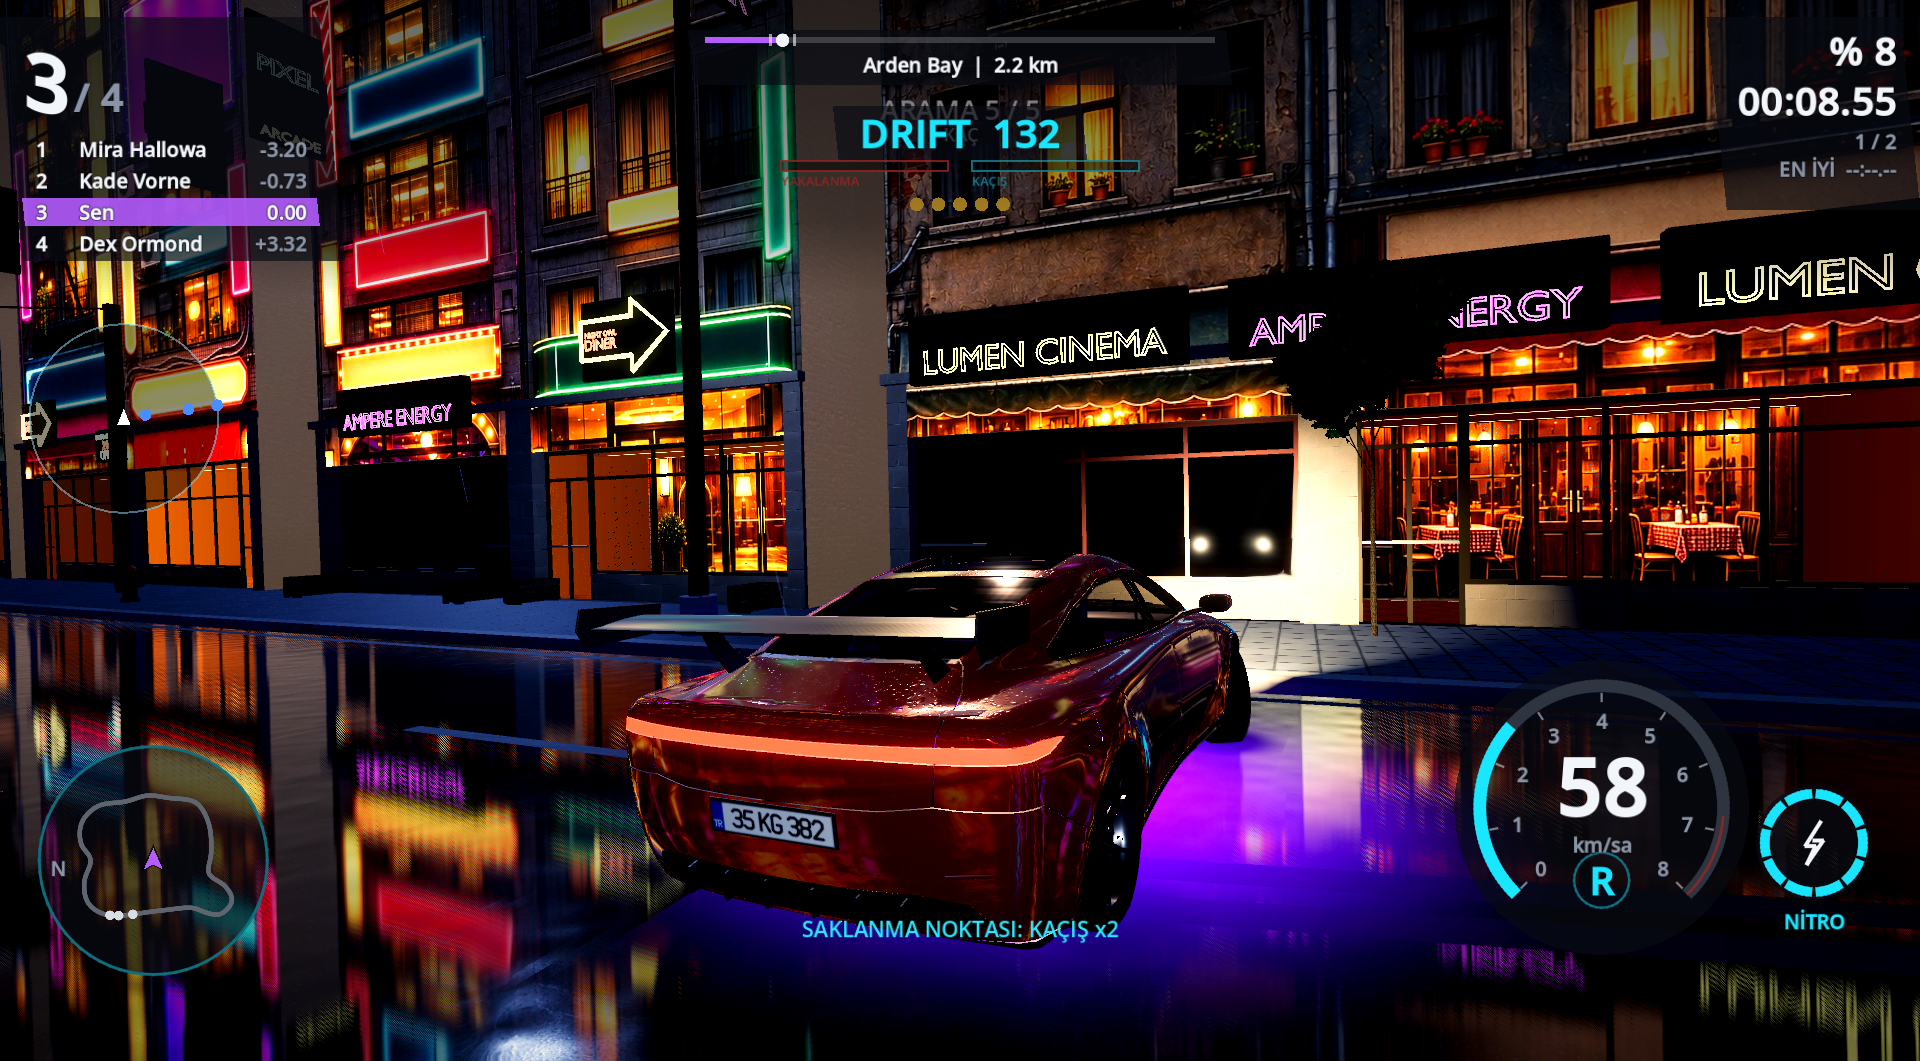 3 / 4
1 Mira Hallowa -3.20
2 Kade Vorne -0.73
3 Sen 0.00
4 Dex Ormond +3.32
Arden Bay | 2.2 km
ARAMA 5 / 5
DRIFT 132
YAKALANMA
KAÇIŞ
% 8
00:08.55
1 / 2
EN İYİ --:--.--
PIXEL
ARCADE
DINER
AMPERE ENERGY
LUMEN CINEMA
LUMEN
N
TR 35 KG 382
SAKLANMA NOKTASI: KAÇIŞ x2
0 1 2 3 4 5 6 7 8
58
km/sa
R
NİTRO